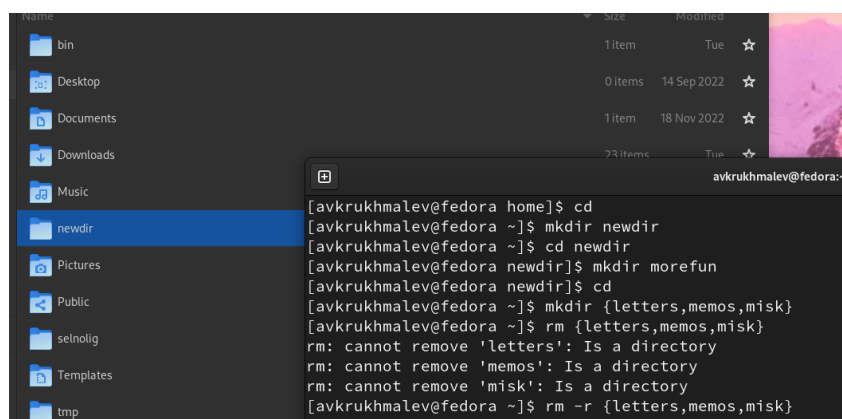 Name Size Modified
bin 1 item Tue
Desktop 0 items 14 Sep 2022
Documents 1 item 18 Nov 2022
Downloads 23 items Tue
Music
newdir
Pictures
Public
selnolig
Templates
tmp
avkrukhmalev@fedora:~
[avkrukhmalev@fedora home]$ cd
[avkrukhmalev@fedora ~]$ mkdir newdir
[avkrukhmalev@fedora ~]$ cd newdir
[avkrukhmalev@fedora newdir]$ mkdir morefun
[avkrukhmalev@fedora newdir]$ cd
[avkrukhmalev@fedora ~]$ mkdir {letters,memos,misk}
[avkrukhmalev@fedora ~]$ rm {letters,memos,misk}
rm: cannot remove 'letters': Is a directory
rm: cannot remove 'memos': Is a directory
rm: cannot remove 'misk': Is a directory
[avkrukhmalev@fedora ~]$ rm -r {letters,memos,misk}